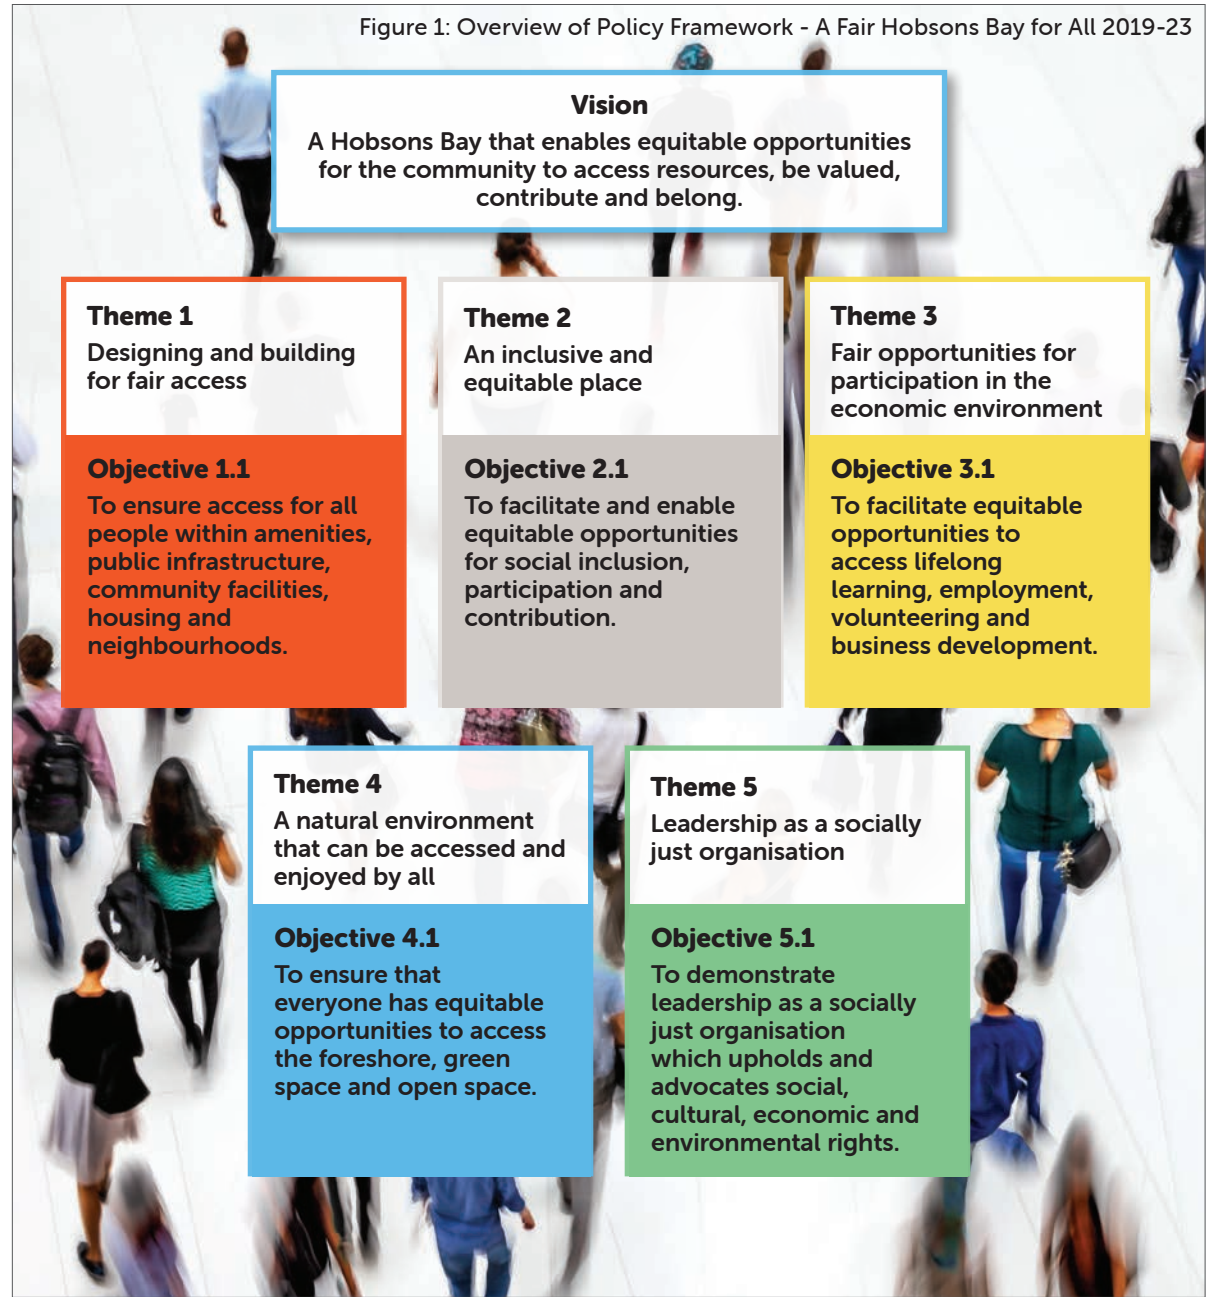 Figure 1: Overview of Policy Framework - A Fair Hobsons Bay for All 2019-23
Vision
A Hobsons Bay that enables equitable opportunities
for the community to access resources, be valued,
contribute and belong.
Theme 1
Designing and building
for fair access
Objective 1.1
To ensure access for all
people within amenities,
public infrastructure,
community facilities,
housing and
neighbourhoods.
Theme 2
An inclusive and
equitable place
Objective 2.1
To facilitate and enable
equitable opportunities
for social inclusion,
participation and
contribution.
Theme 3
Fair opportunities for
participation in the
economic environment
Objective 3.1
To facilitate equitable
opportunities to
access lifelong
learning, employment,
volunteering and
business development.
Theme 4
A natural environment
that can be accessed and
enjoyed by all
Objective 4.1
To ensure that
everyone has equitable
opportunities to access
the foreshore, green
space and open space.
Theme 5
Leadership as a socially
just organisation
Objective 5.1
To demonstrate
leadership as a socially
just organisation
which upholds and
advocates social,
cultural, economic and
environmental rights.